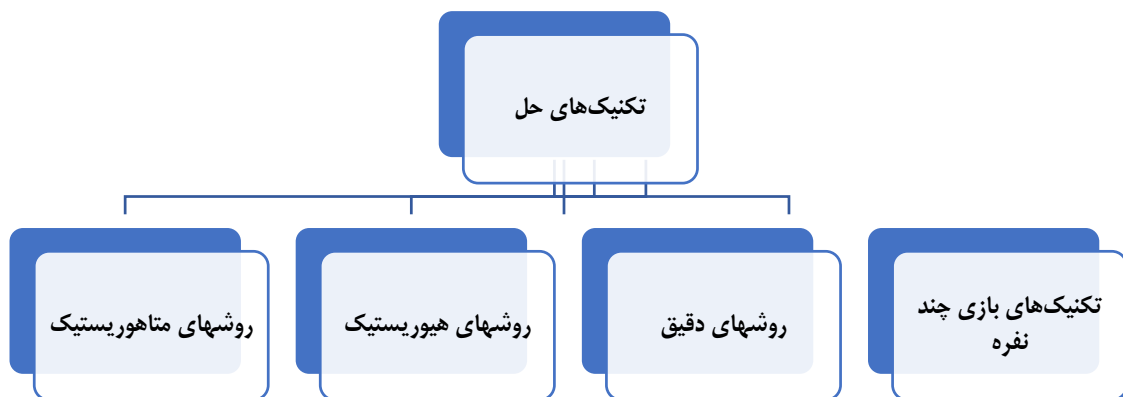 تکنیک‌های حل
تکنیک‌های بازی چند
نفره
روشهای دقیق
روشهای هیوریستیک
روشهای متاهوریستیک